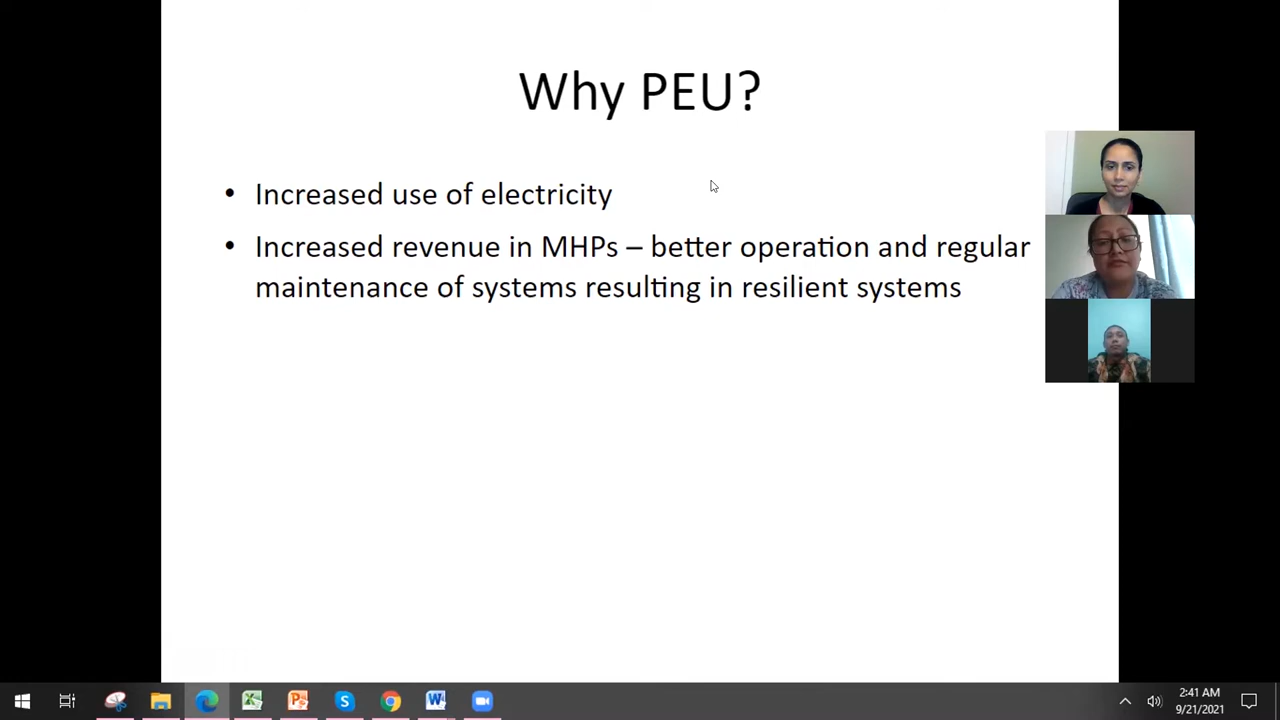 Why PEU?
• Increased use of electricity
• Increased revenue in MHPs – better operation and regular
maintenance of systems resulting in resilient systems
2:41 AM
9/21/2021